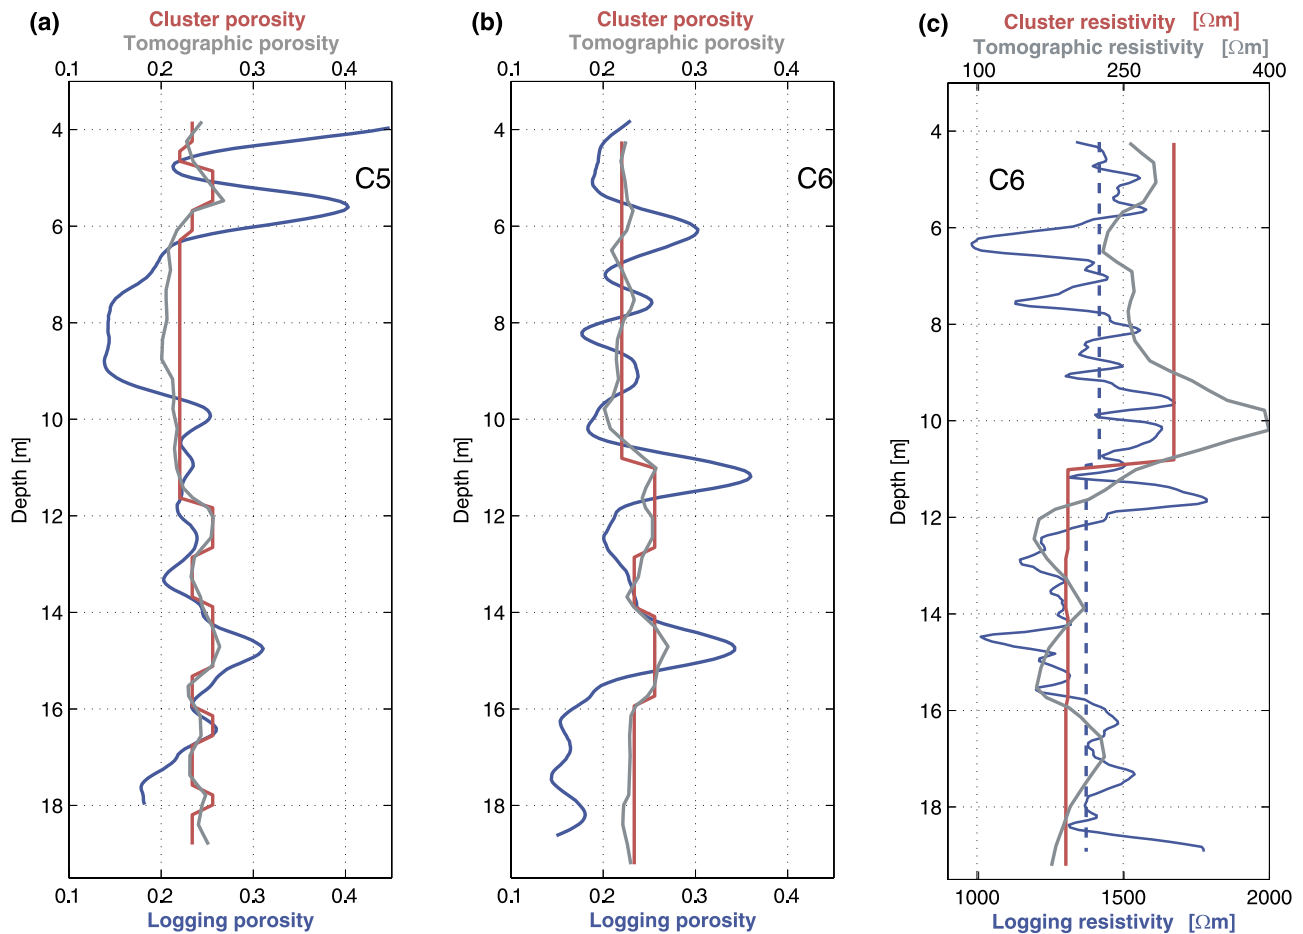 (a)
Cluster porosity
Tomographic porosity
0.1 0.2 0.3 0.4
C5
4
6
8
10
12
14
16
18
Depth [m]
0.1 0.2 0.3 0.4
Logging porosity
(b)
Cluster porosity
Tomographic porosity
0.1 0.2 0.3 0.4
C6
4
6
8
10
12
14
16
18
Depth [m]
0.1 0.2 0.3 0.4
Logging porosity
(c)
Cluster resistivity [Ωm]
Tomographic resistivity [Ωm]
100 250 400
C6
4
6
8
10
12
14
16
18
Depth [m]
1000 1500 2000
Logging resistivity [Ωm]